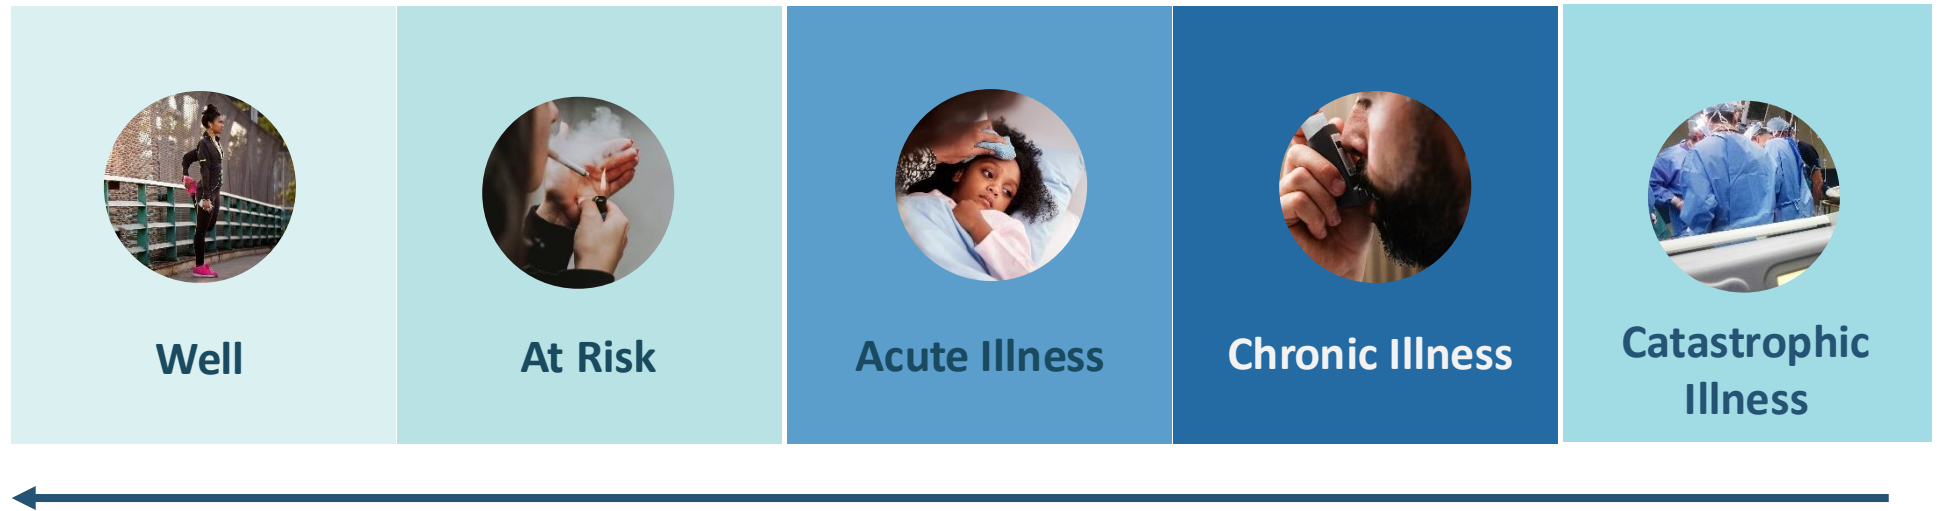 Well
At Risk
Acute Illness
Chronic Illness
Catastrophic
Illness